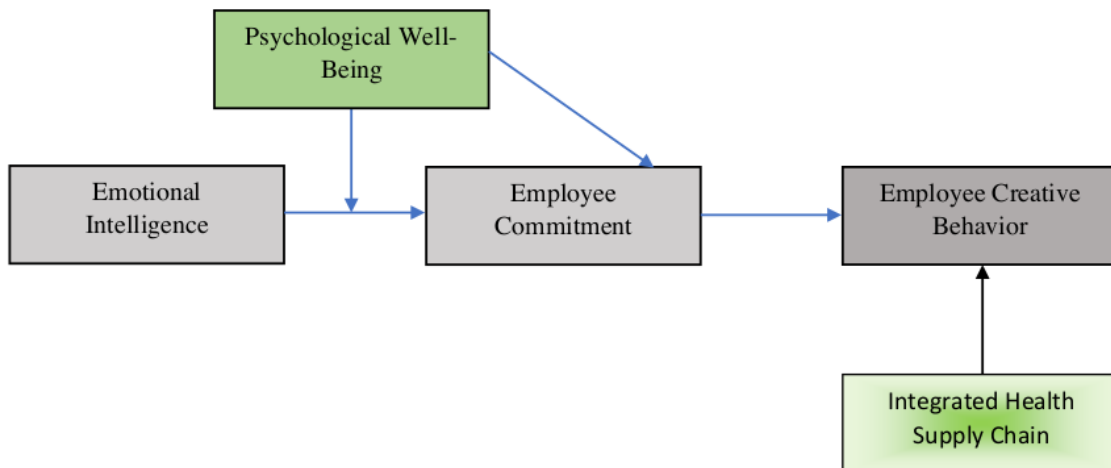 Psychological Well-
Being
Emotional
Intelligence
Employee
Commitment
Employee Creative
Behavior
Integrated Health
Supply Chain